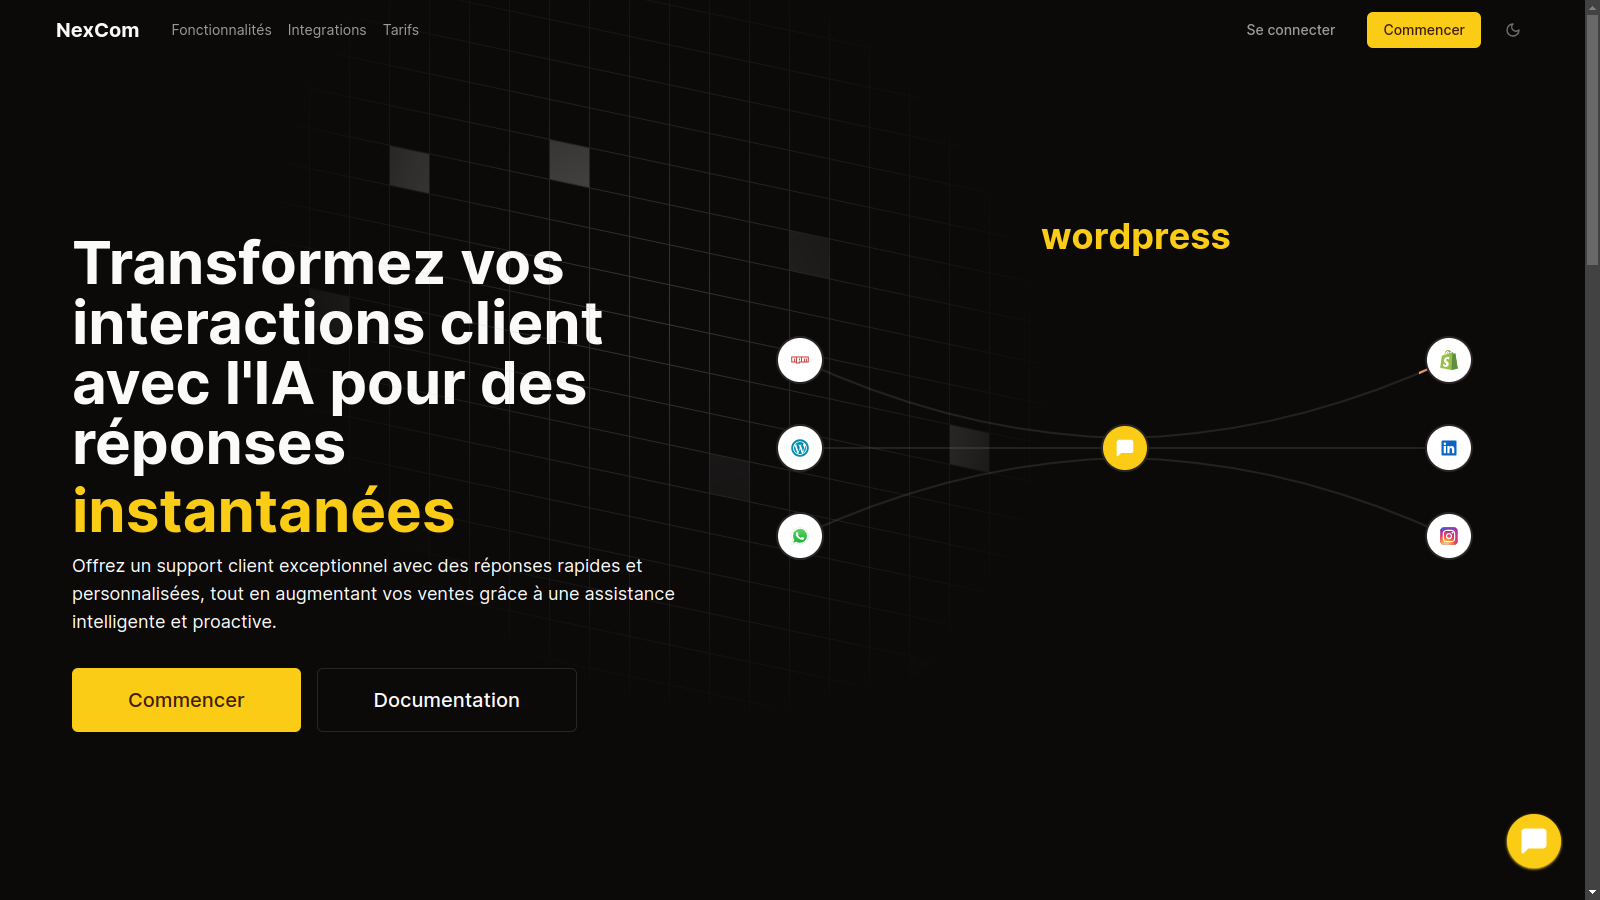 NexCom
Fonctionnalités
Integrations
Tarifs
Se connecter
Commencer
Transformez vos
interactions client
avec l'IA pour des
réponses
instantanées
Offrez un support client exceptionnel avec des réponses rapides et
personnalisées, tout en augmentant vos ventes grâce à une assistance
intelligente et proactive.
Commencer
Documentation
wordpress
npm
in